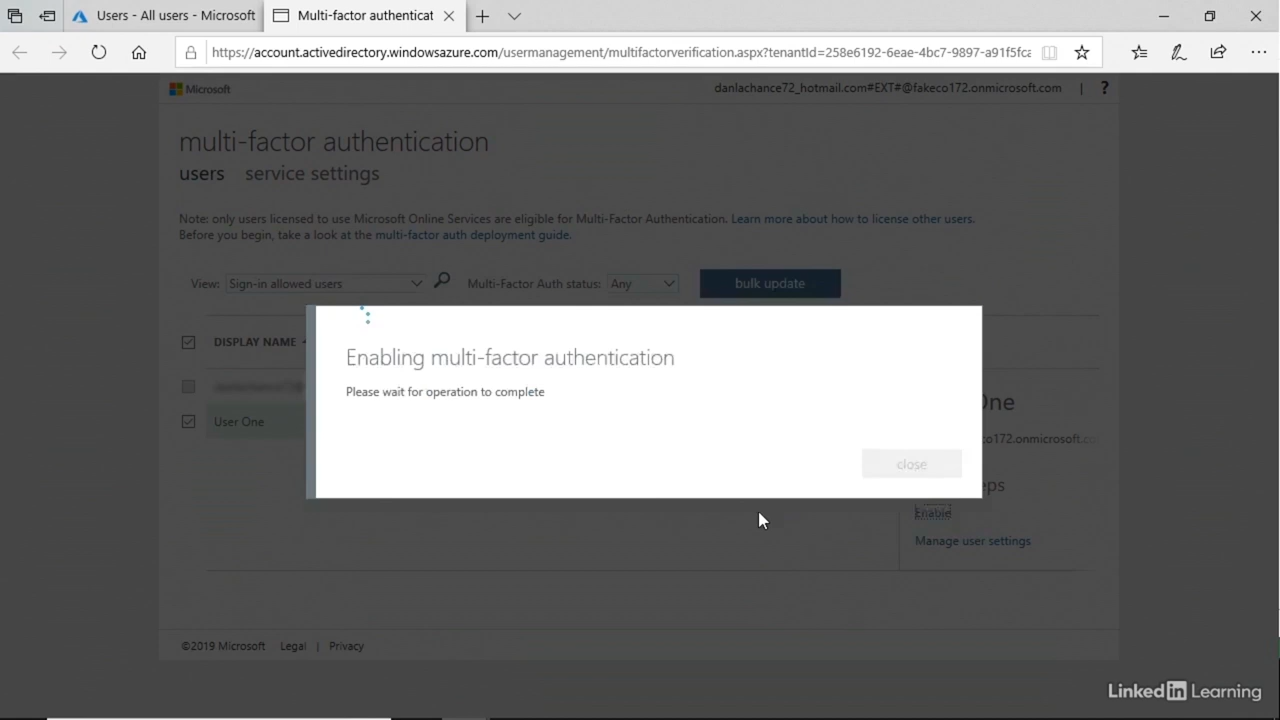 Users - All users - Microsoft
Multi-factor authenticat
https://account.activedirectory.windowsazure.com/usermanagement/multifactorverification.aspx?tenantId=258e6192-6eae-4bc7-9897-a91f5fca
Microsoft
danlachance72_hotmail.com#EXT#@fakeco172.onmicrosoft.com | ?
multi-factor authentication
users service settings
Note: only users licensed to use Microsoft Online Services are eligible for Multi-Factor Authentication. Learn more about how to license other users.
Before you begin, take a look at the multi-factor auth deployment guide.
View: Sign-in allowed users Multi-Factor Auth status: Any bulk update
DISPLAY NAME
Enabling multi-factor authentication
Please wait for operation to complete
One
User One
co172.onmicrosoft.co
close
eps
Enable
Manage user settings
©2019 Microsoft Legal | Privacy
LinkedIn Learning